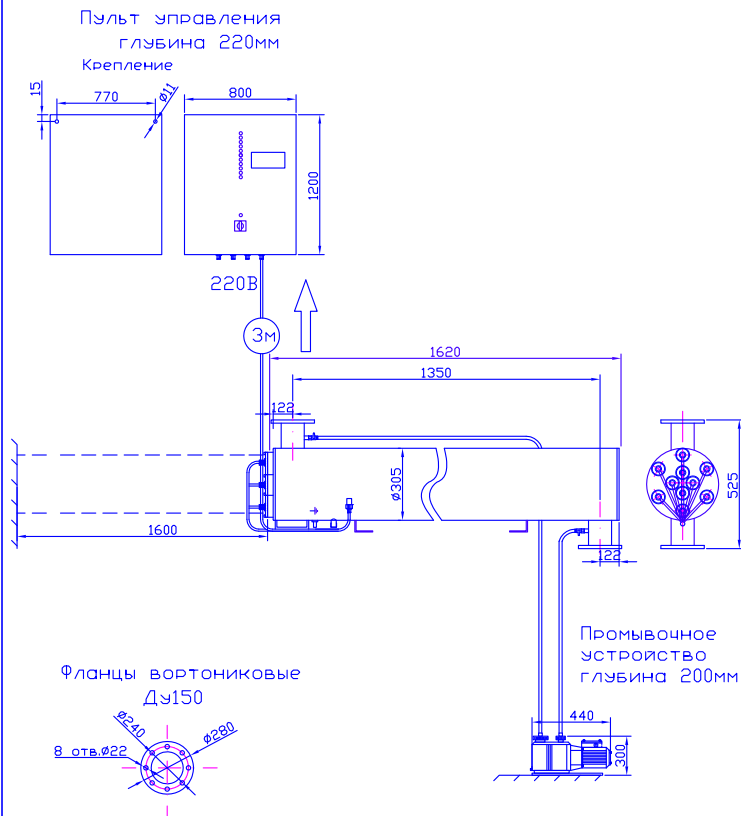 Пульт управления
глубина 220мм
Крепление
15
770
Ø11
800
1200
220В
3м
1620
1350
122
Ø305
525
1600
122
Промывочное
устройство
глубина 200мм
Фланцы вортониковые
Ду150
Ø240
Ø280
8 отв.Ø22
440
300